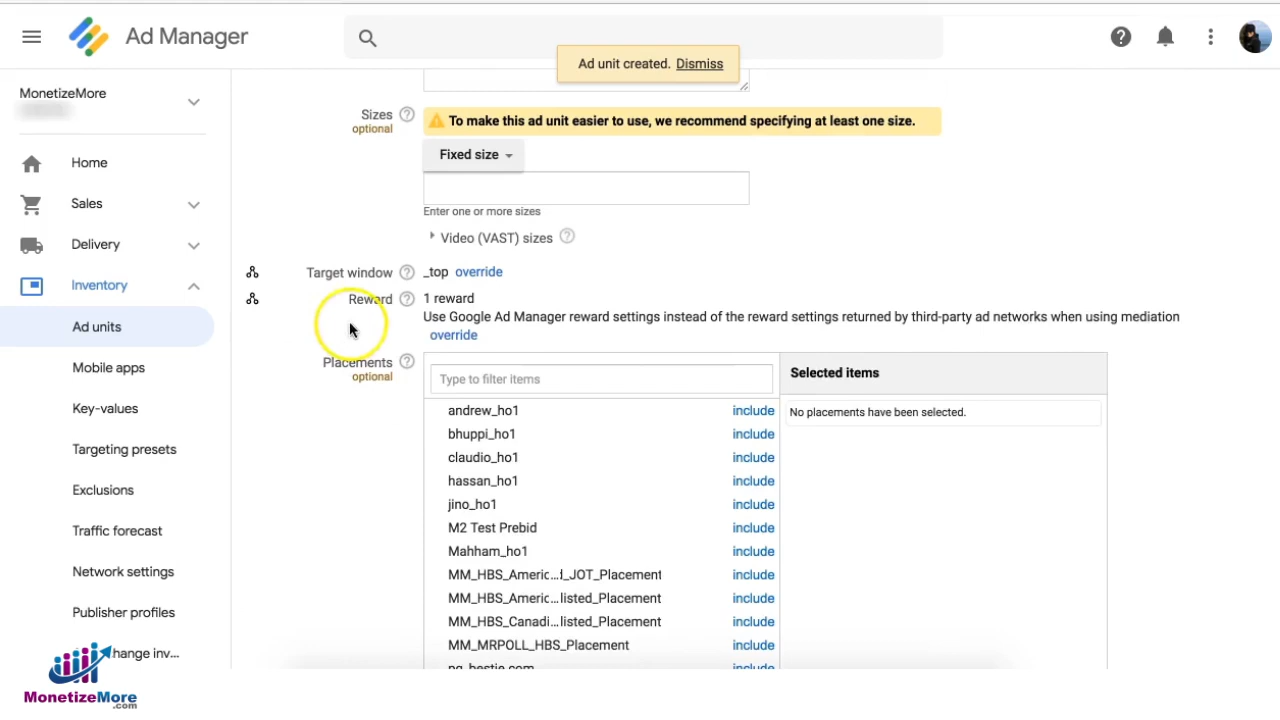 Ad Manager
Ad unit created. Dismiss
MonetizeMore
Home
Sales
Delivery
Inventory
Ad units
Mobile apps
Key-values
Targeting presets
Exclusions
Traffic forecast
Network settings
Publisher profiles
hange inv...
MonetizeMore
.com
Sizes
optional
To make this ad unit easier to use, we recommend specifying at least one size.
Fixed size
Enter one or more sizes
Video (VAST) sizes
Target window _top override
Reward 1 reward
Use Google Ad Manager reward settings instead of the reward settings returned by third-party ad networks when using mediation
override
Placements
optional
Type to filter items
andrew_ho1 include
bhuppi_ho1 include
claudio_ho1 include
hassan_ho1 include
jino_ho1 include
M2 Test Prebid include
Mahham_ho1 include
MM_HBS_Americ...d_JOT_Placement include
MM_HBS_Americ...listed_Placement include
MM_HBS_Canadi...listed_Placement include
MM_MRPOLL_HBS_Placement include
Selected items
No placements have been selected.